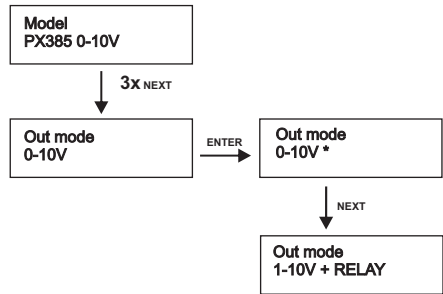 Model
PX385 0-10V
3x NEXT
Out mode
0-10V
ENTER
Out mode
0-10V *
NEXT
Out mode
1-10V + RELAY